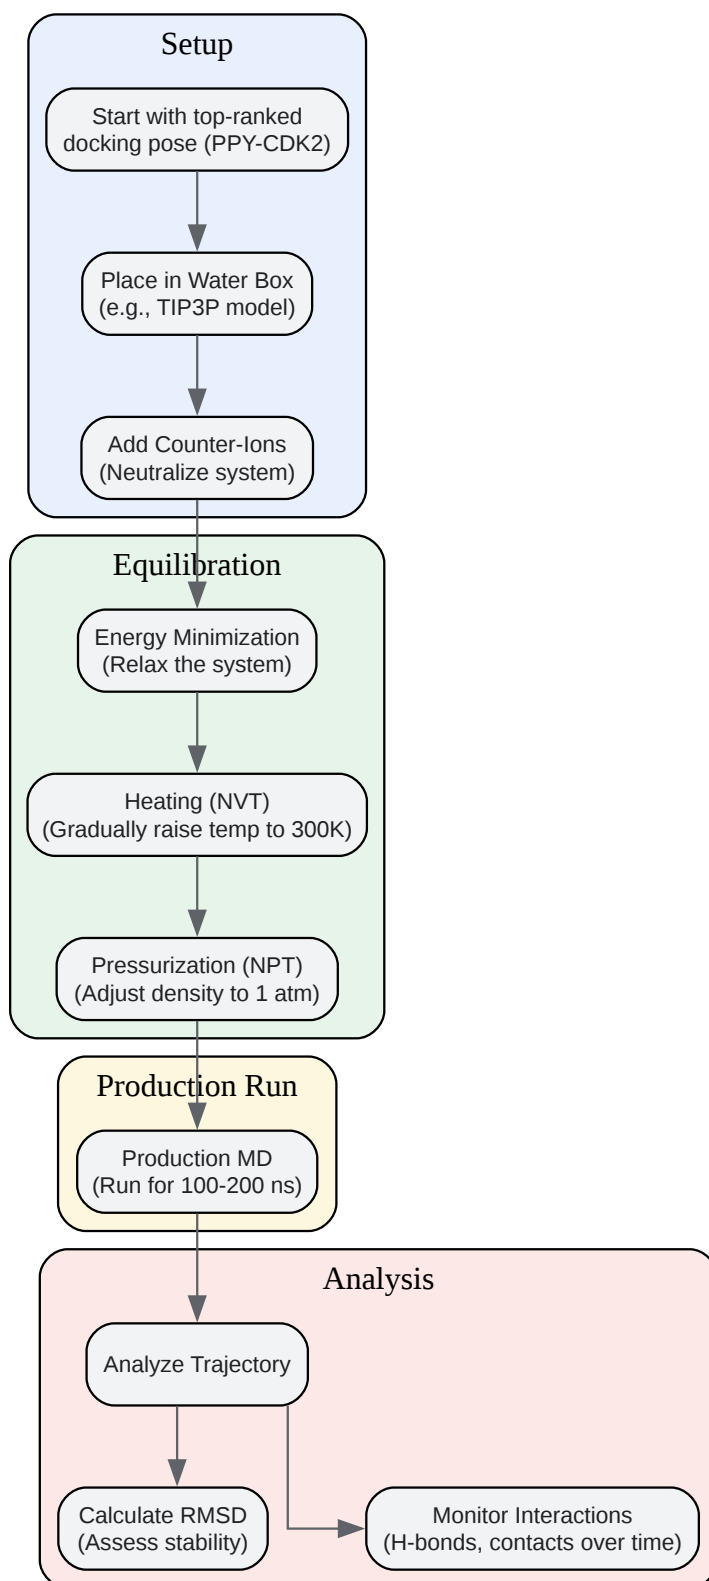 Setup
Start with top-ranked
docking pose (PPY-CDK2)
Place in Water Box
(e.g., TIP3P model)
Add Counter-Ions
(Neutralize system)
Equilibration
Energy Minimization
(Relax the system)
Heating (NVT)
(Gradually raise temp to 300K)
Pressurization (NPT)
(Adjust density to 1 atm)
Production Run
Production MD
(Run for 100-200 ns)
Analysis
Analyze Trajectory
Calculate RMSD
(Assess stability)
Monitor Interactions
(H-bonds, contacts over time)